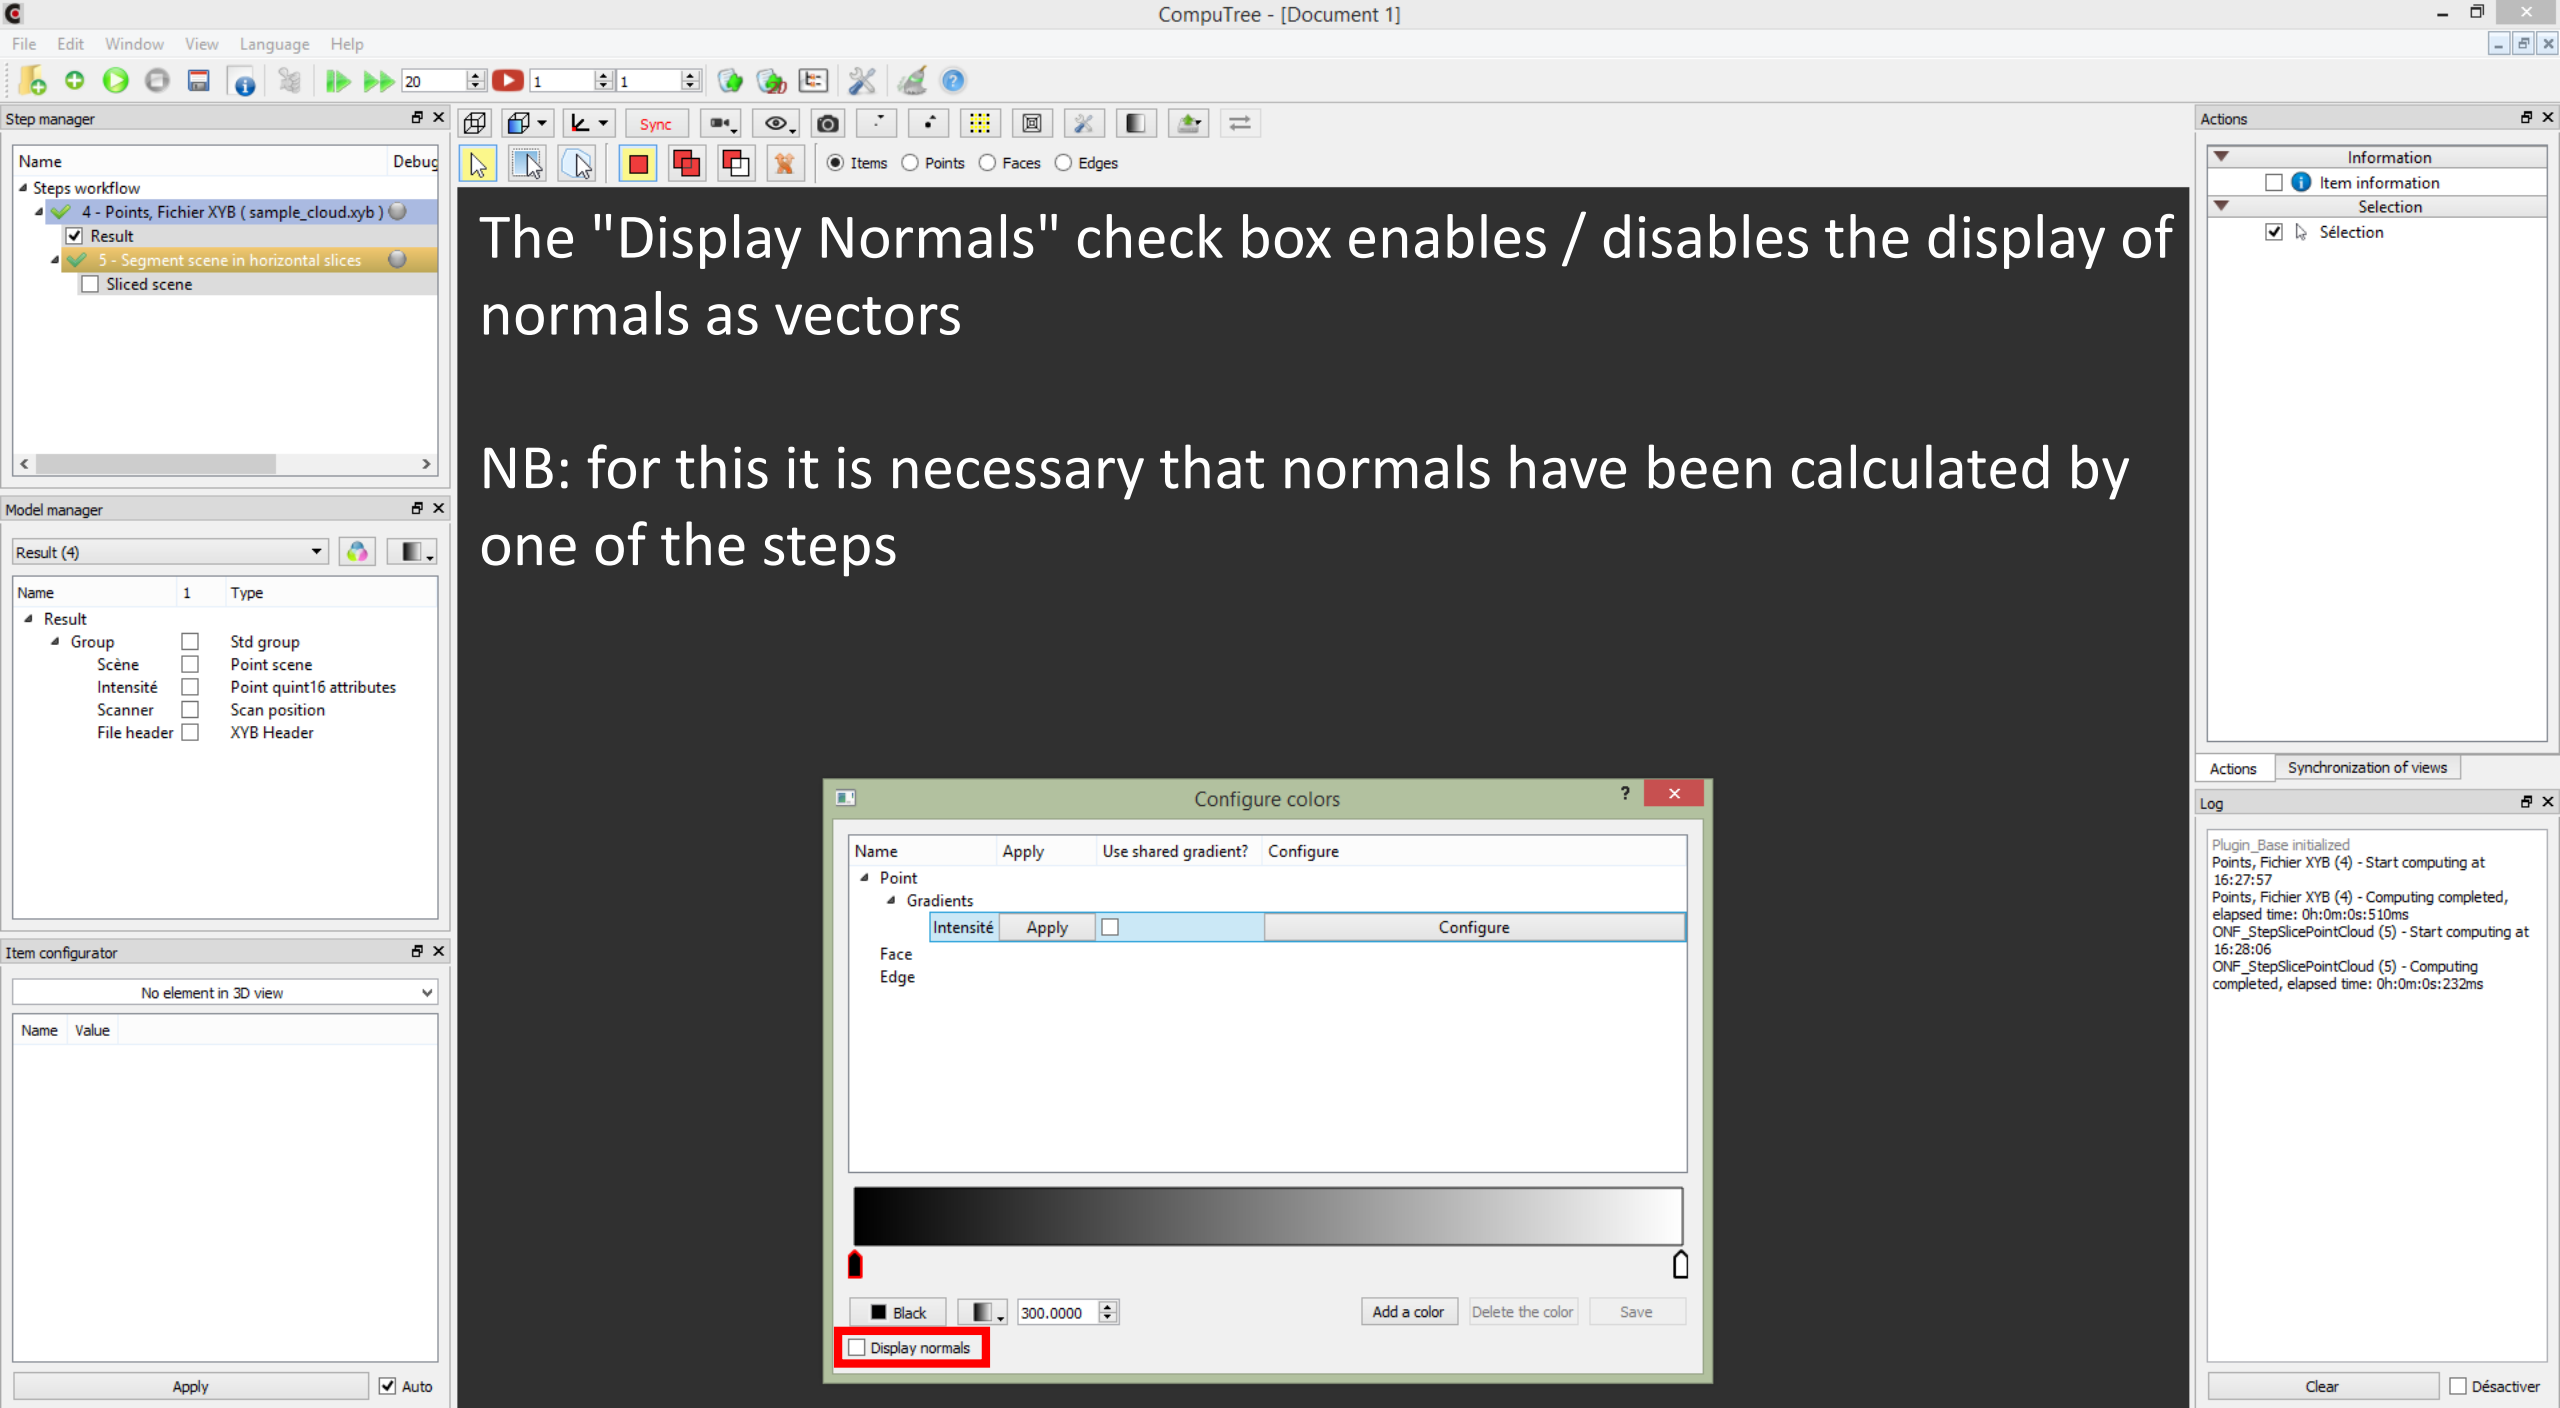 CompuTree - [Document 1]
File Edit Window View Language Help
20 1 1
Step manager
Name Debug
Steps workflow
4 - Points, Fichier XYB ( sample_cloud.xyb )
Result
5 - Segment scene in horizontal slices
Sliced scene
Model manager
Result (4)
Name 1 Type
Result
Group Std group
Scène Point scene
Intensité Point quint16 attributes
Scanner Scan position
File header XYB Header
Item configurator
No element in 3D view
Name Value
Apply Auto
Sync
Items Points Faces Edges
The "Display Normals" check box enables / disables the display of
normals as vectors
NB: for this it is necessary that normals have been calculated by
one of the steps
Configure colors
Name Apply Use shared gradient? Configure
Point
Gradients
Intensité Apply Configure
Face
Edge
Black 300.0000 Add a color Delete the color Save
Display normals
Actions
Information
Item information
Selection
Sélection
Actions Synchronization of views
Log
Plugin_Base initialized
Points, Fichier XYB (4) - Start computing at
16:27:57
Points, Fichier XYB (4) - Computing completed,
elapsed time: 0h:0m:0s:510ms
ONF_StepSlicePointCloud (5) - Start computing at
16:28:06
ONF_StepSlicePointCloud (5) - Computing
completed, elapsed time: 0h:0m:0s:232ms
Clear Désactiver